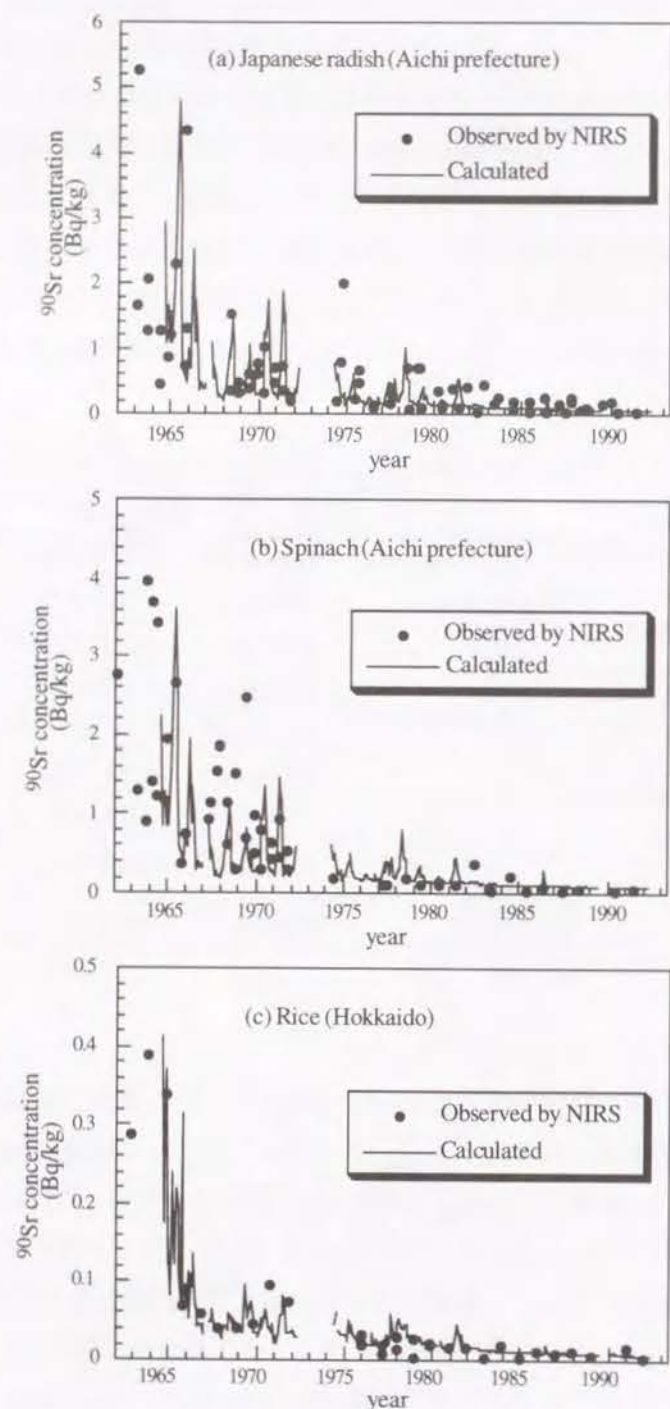 6
(a) Japanese radish (Aichi prefecture)
5
Observed by NIRS
Calculated
4
3
2
1
0
⁹⁰Sr concentration
(Bq/kg)
1965 1970 1975 1980 1985 1990
year
5
(b) Spinach (Aichi prefecture)
4
Observed by NIRS
Calculated
3
2
1
0
⁹⁰Sr concentration
(Bq/kg)
1965 1970 1975 1980 1985 1990
year
0.5
(c) Rice (Hokkaido)
0.4
Observed by NIRS
Calculated
0.3
0.2
0.1
0
⁹⁰Sr concentration
(Bq/kg)
1965 1970 1975 1980 1985 1990
year